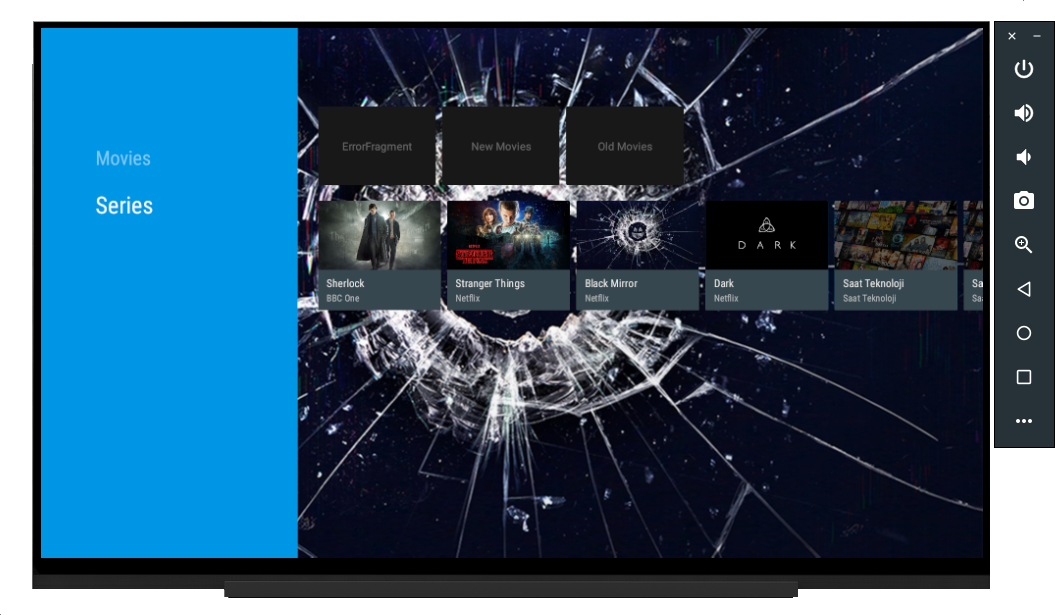 Movies
Series
ErrorFragment
New Movies
Old Movies
Sherlock
BBC One
Stranger Things
Netflix
Black Mirror
Netflix
DARK
Dark
Netflix
Saat Teknoloji
Saat Teknoloji
Sa
Sa